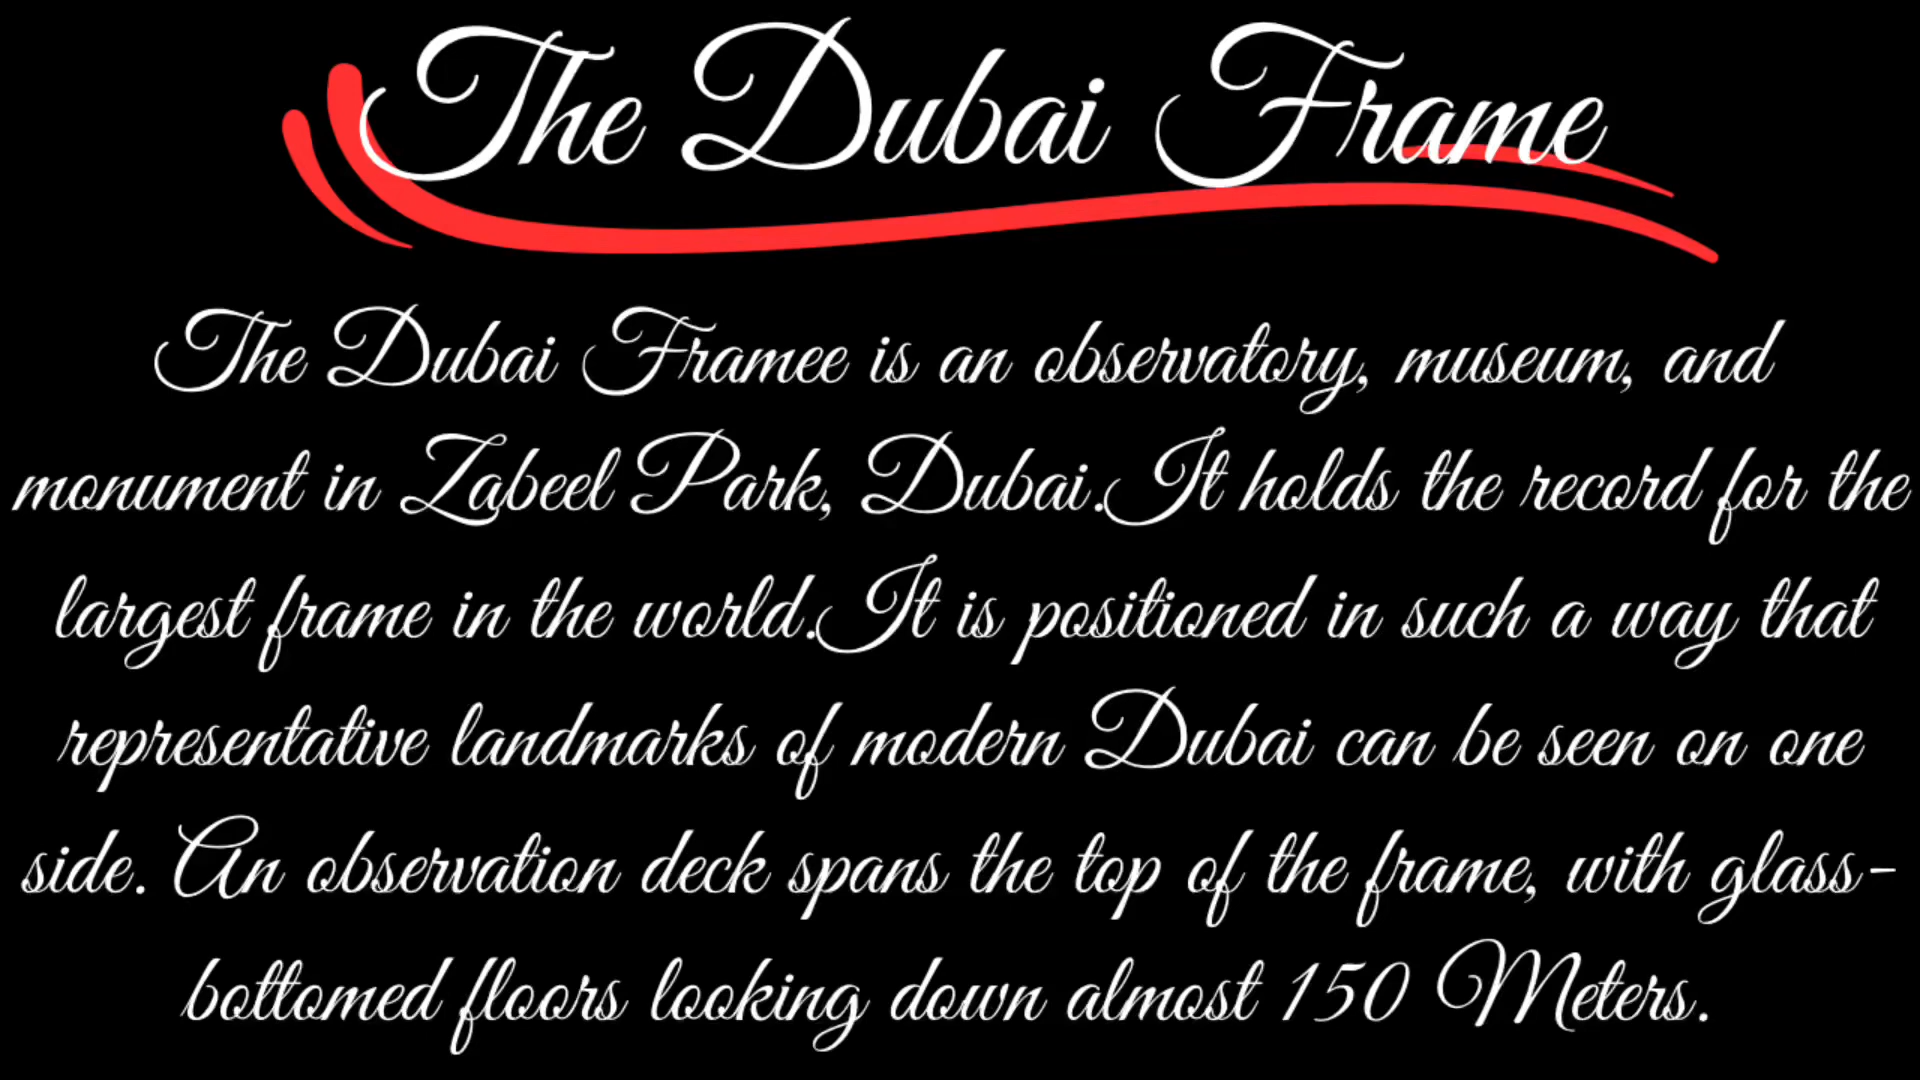 The Dubai Frame
The Dubai Framee is an observatory, museum, and
monument in Zabeel Park, Dubai.It holds the record for the
largest frame in the world.It is positioned in such a way that
representative landmarks of modern Dubai can be seen on one
side. An observation deck spans the top of the frame, with glass-
bottomed floors looking down almost 150 Meters.